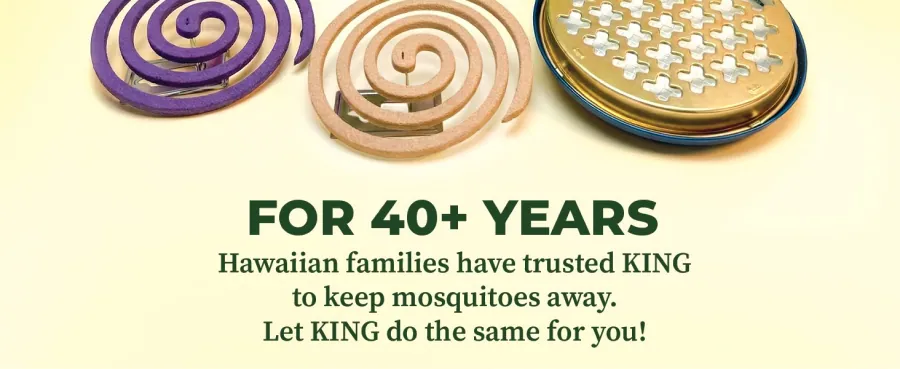 FOR 40+ YEARS
Hawaiian families have trusted KING
to keep mosquitoes away.
Let KING do the same for you!